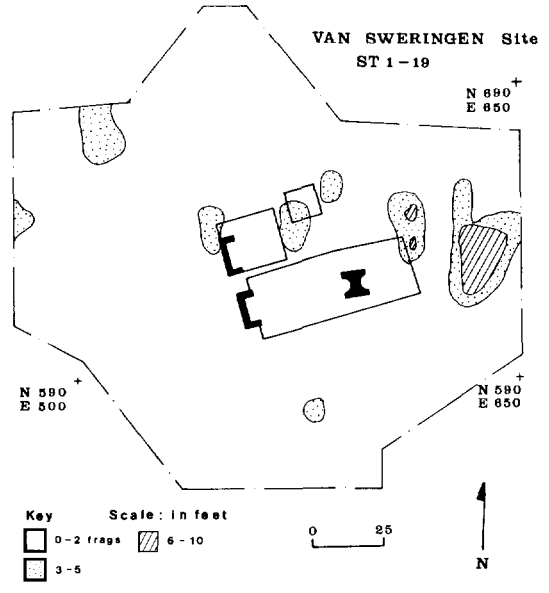 VAN SWERINGEN Site
ST 1-19
N 690
E 650
N 590
E 500
N 590
E 650
Key
Scale: in feet
0-2 frags
6-10
3-5
0 25
N